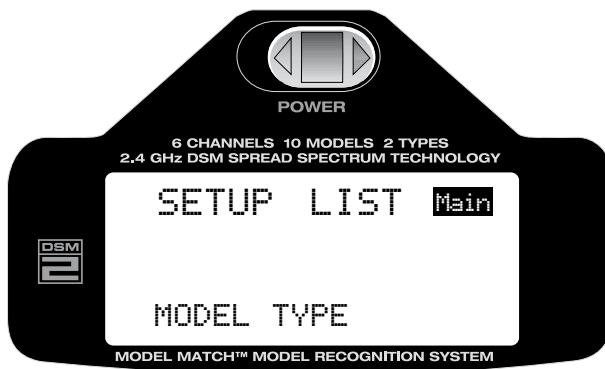 POWER
6 CHANNELS 10 MODELS 2 TYPES
2.4 GHz DSM SPREAD SPECTRUM TECHNOLOGY
SETUP LIST Main
DSM
2
MODEL TYPE
MODEL MATCH™ MODEL RECOGNITION SYSTEM